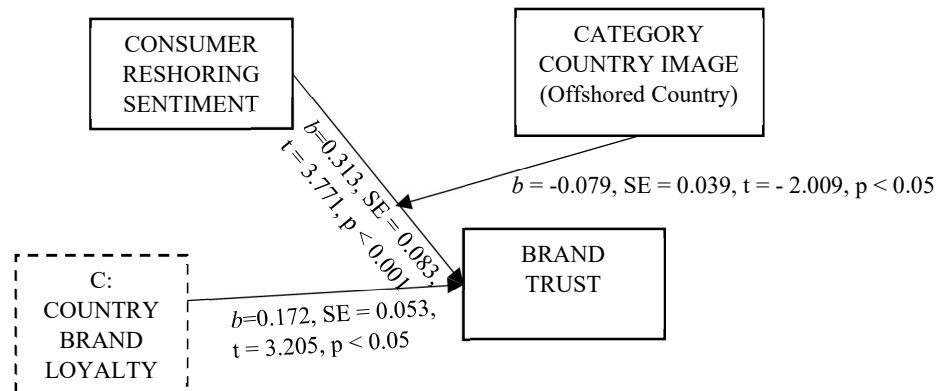 CONSUMER
RESHORING
SENTIMENT
CATEGORY
COUNTRY IMAGE
(Offshored Country)
b=0.313, SE = 0.083,
t = 3.771, p < 0.001
b = -0.079, SE = 0.039, t = - 2.009, p < 0.05
BRAND
TRUST
C:
COUNTRY
BRAND
LOYALTY
b=0.172, SE = 0.053,
t = 3.205, p < 0.05